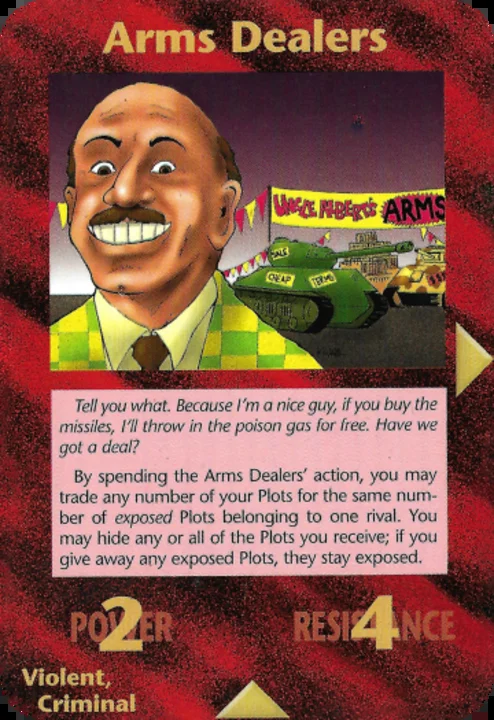 Arms Dealers
UNCLE ALBERT'S ARMS
SALE
CHEAP
TERMS
Tell you what. Because I'm a nice guy, if you buy the
missiles, I'll throw in the poison gas for free. Have we
got a deal?
By spending the Arms Dealers' action, you may
trade any number of your Plots for the same num-
ber of exposed Plots belonging to one rival. You
may hide any or all of the Plots you receive; if you
give away any exposed Plots, they stay exposed.
POWER 2
RESISTANCE 4
Violent,
Criminal